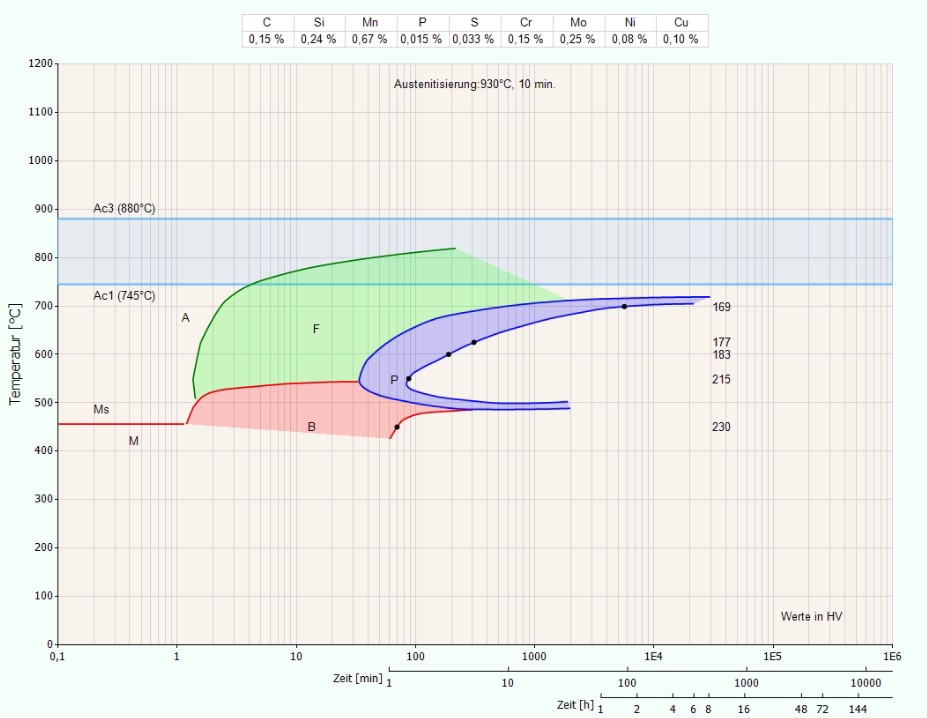 C Si Mn P S Cr Mo Ni Cu
0,15 % 0,24 % 0,67 % 0,015 % 0,033 % 0,15 % 0,25 % 0,08 % 0,10 %
1200
Austenitisierung:930°C, 10 min.
1100
1000
900
Ac3 (880°C)
800
Ac1 (745°C)
700
169
A
F
177
600
183
P
215
500
Ms
B
230
M
400
300
200
100
Werte in HV
0
Temperatur [°C]
0,1 1 10 100 1000 1E4 1E5 1E6
Zeit [min] 1 10 100 1000 10000
Zeit [h] 1 2 4 6 8 16 48 72 144